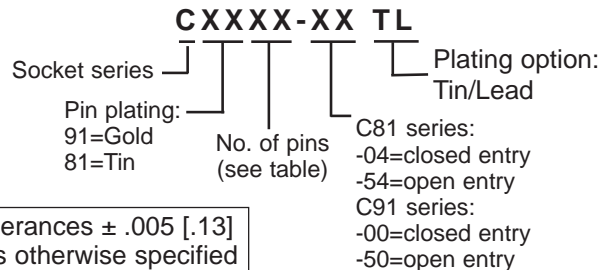 CXXXX-XX TL
Socket series
Pin plating:
91=Gold
81=Tin
No. of pins
(see table)
Plating option:
Tin/Lead
C81 series:
-04=closed entry
-54=open entry
C91 series:
-00=closed entry
-50=open entry
erances ± .005 [.13]
s otherwise specified